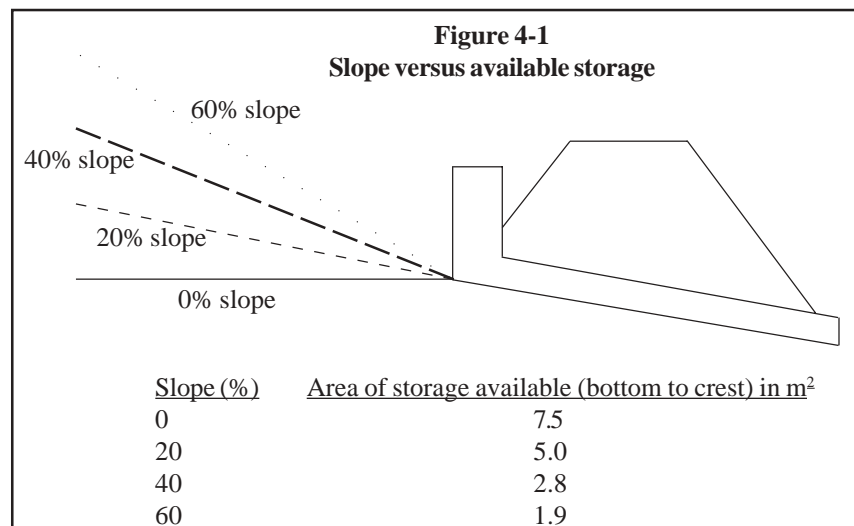 Figure 4-1
Slope versus available storage
60% slope
40% slope
20% slope
0% slope
Slope (%) Area of storage available (bottom to crest) in m²
0 7.5
20 5.0
40 2.8
60 1.9